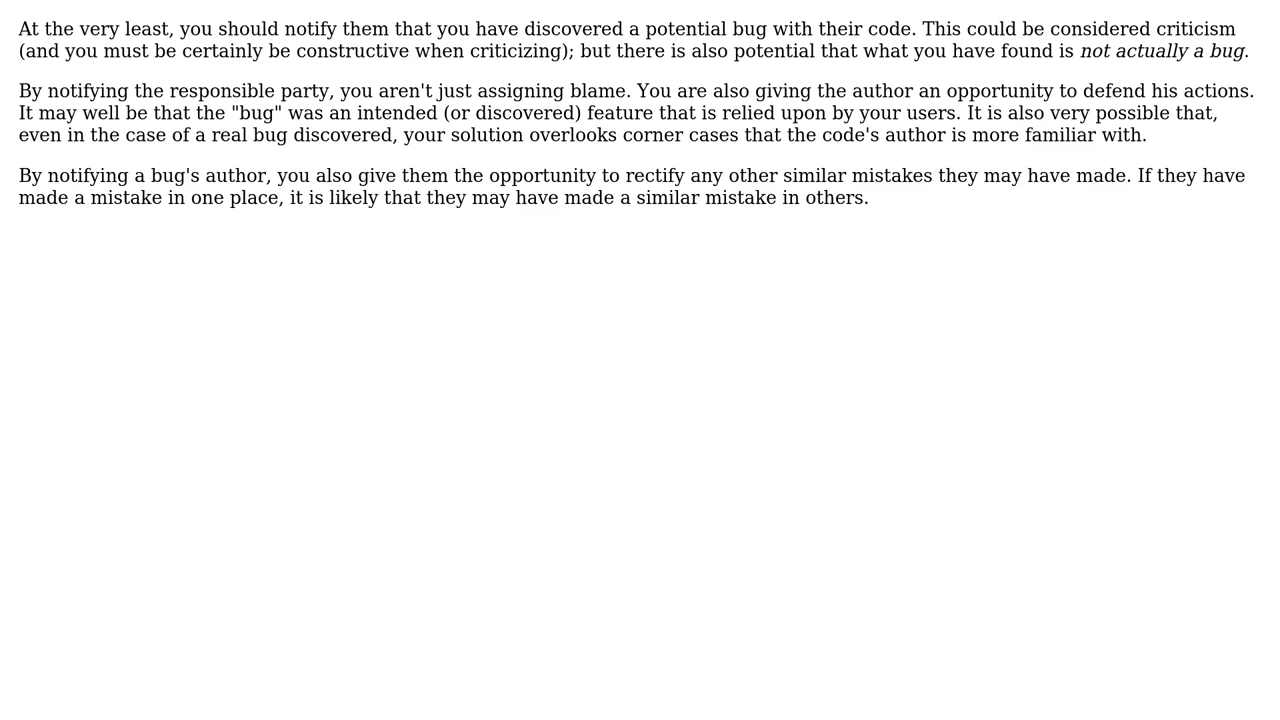 At the very least, you should notify them that you have discovered a potential bug with their code. This could be considered criticism
(and you must be certainly be constructive when criticizing); but there is also potential that what you have found is not actually a bug.
By notifying the responsible party, you aren't just assigning blame. You are also giving the author an opportunity to defend his actions.
It may well be that the "bug" was an intended (or discovered) feature that is relied upon by your users. It is also very possible that,
even in the case of a real bug discovered, your solution overlooks corner cases that the code's author is more familiar with.
By notifying a bug's author, you also give them the opportunity to rectify any other similar mistakes they may have made. If they have
made a mistake in one place, it is likely that they may have made a similar mistake in others.